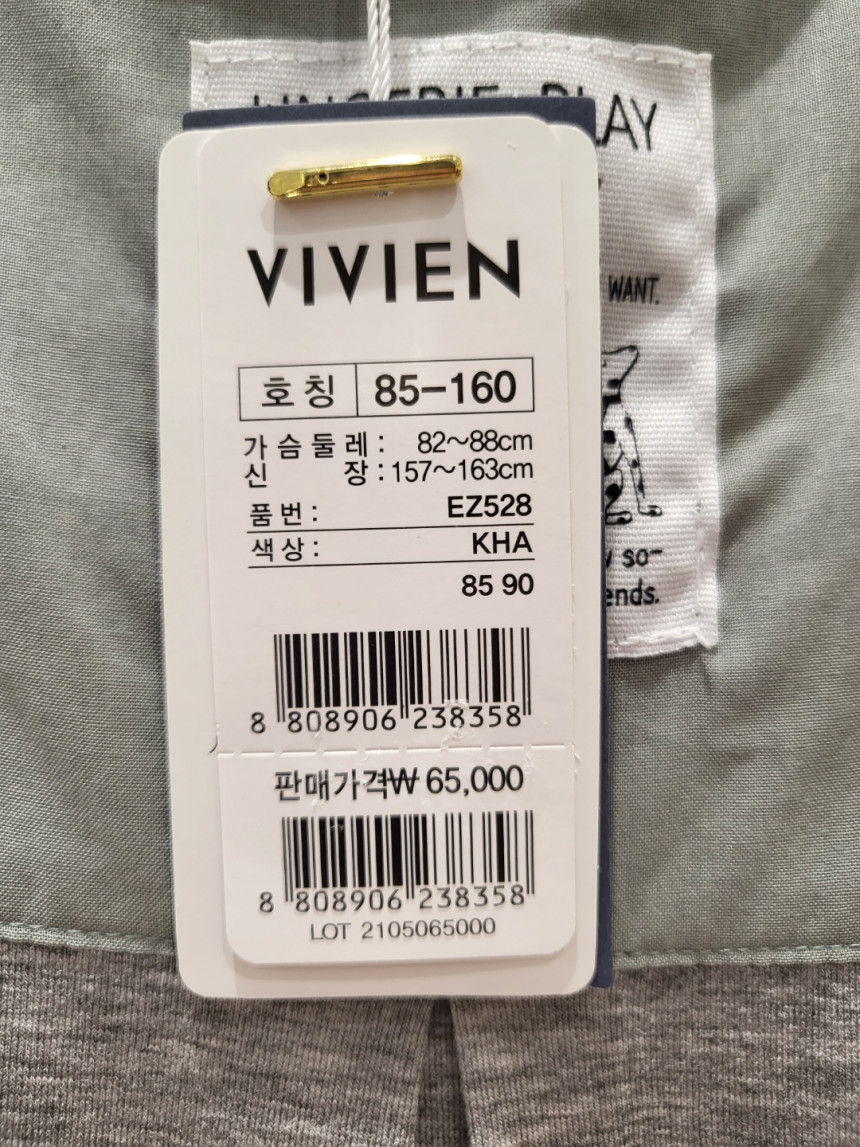 PLAY
WANT.
VIVIEN
호칭 85-160
가슴둘레: 82~88cm
신장: 157~163cm
품번: EZ528
색상: KHA
85 90
8 808906 238358
판매가격₩ 65,000
8 808906 238358
LOT 2105065000
so-